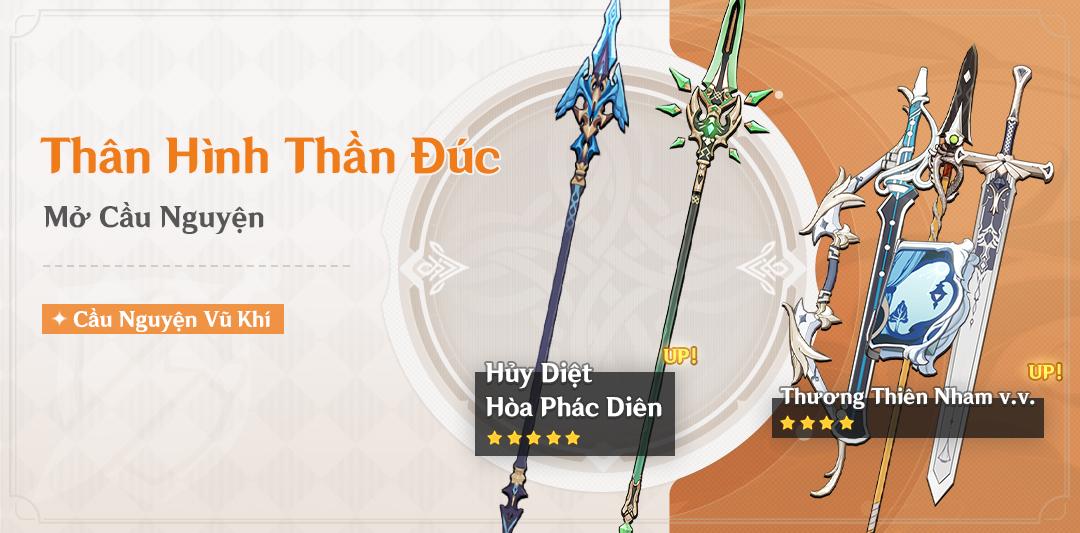 Thân Hình Thần Đúc
Mở Cầu Nguyện
Cầu Nguyện Vũ Khí
UP!
Hủy Diệt
Hòa Phác Diên
UP!
Thương Thiên Nham v.v.